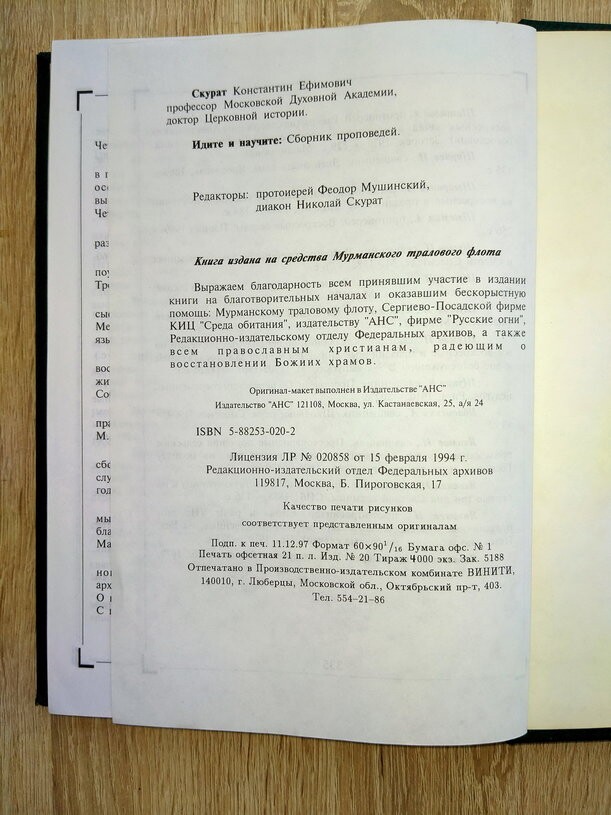 Скурат Константин Ефимович
профессор Московской Духовной Академии,
доктор Церковной истории.
Идите и научите: Сборник проповедей.
Редакторы: протоиерей Феодор Мушинский,
диакон Николай Скурат
Книга издана на средства Мурманского тралового флота
Выражаем благодарность всем принявшим участие в издании
книги на благотворительных началах и оказавшим бескорыстную
помощь: Мурманскому траловому флоту, Сергиево-Посадской фирме
КИЦ "Среда обитания", издательству "АНС", фирме "Русские огни",
Редакционно-издательскому отделу Федеральных архивов, а также
всем православным христианам, радеющим о
восстановлении Божиих храмов.
Оригинал-макет выполнен в Издательстве "АНС"
Издательство "АНС" 121108, Москва, ул. Кастанаевская, 25, а/я 24
ISBN 5-88253-020-2
Лицензия ЛР № 020858 от 15 февраля 1994 г.
Редакционно-издательский отдел Федеральных архивов
119817, Москва, Б. Пироговская, 17
Качество печати рисунков
соответствует представленным оригиналам
Подп. к печ. 11.12.97 Формат 60×90 1/16 Бумага офс. № 1
Печать офсетная 21 п. л. Изд. № 20 Тираж 4000 экз. Зак. 5188
Отпечатано в Производственно-издательском комбинате ВИНИТИ,
140010, г. Люберцы, Московской обл., Октябрьский пр-т, 403.
Тел. 554-21-86